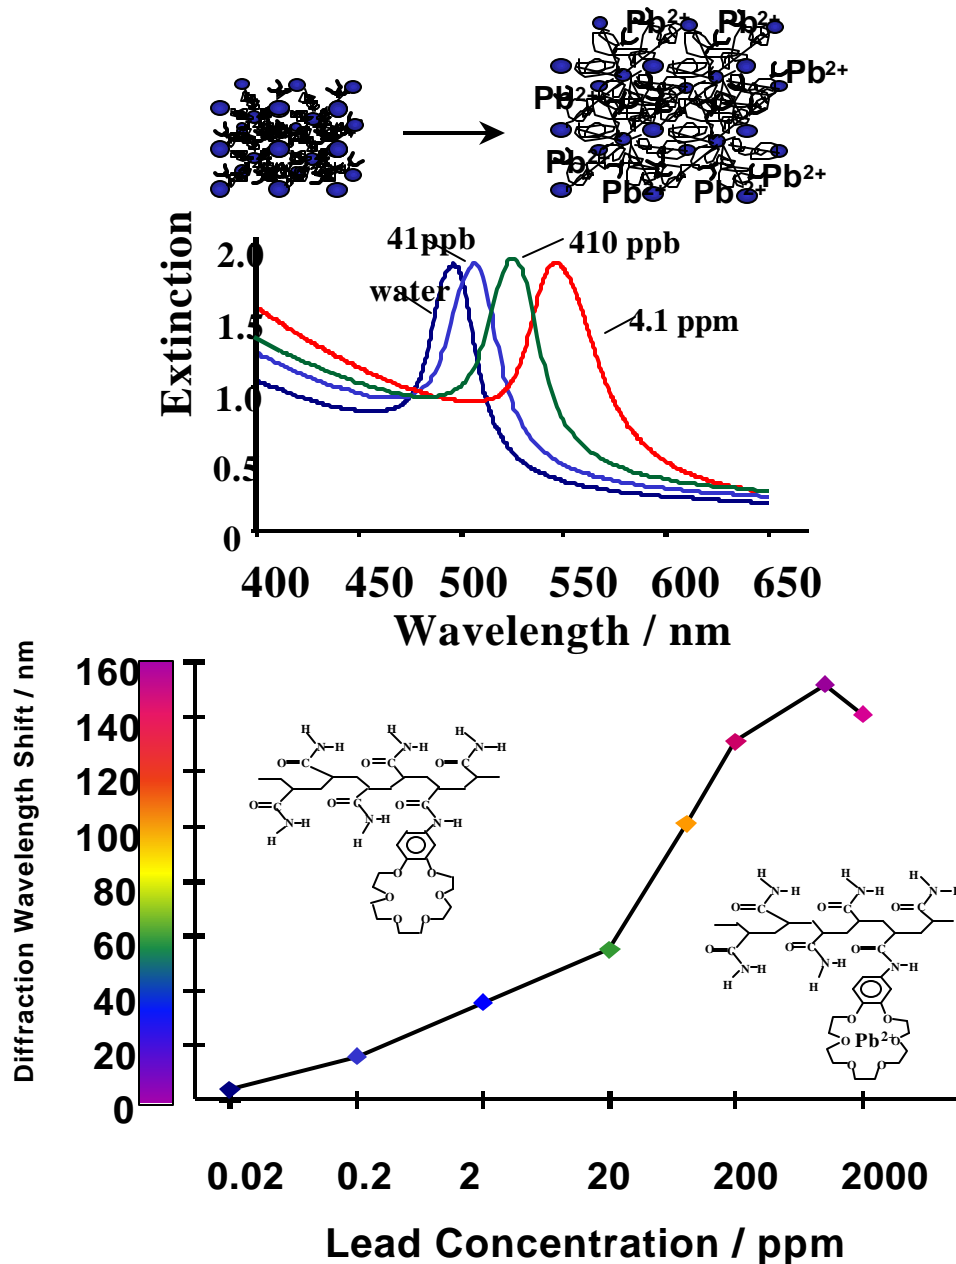 Pb2+ Pb2+
Pb2+
Pb2+
Pb2+
Pb2+
Pb2+ Pb2+
Extinction
2.0
1.5
1.0
0.5
0
41ppb
410 ppb
water
4.1 ppm
400 450 500 550 600 650
Wavelength / nm
Diffraction Wavelength Shift / nm
160
140
120
100
80
60
40
20
0
H
N-H
O=C
H
N-H
O=C
H
N-H
O=C
O=C
N-H
H
O=C
N-H
H
O=C
N-H
H
O O
O O
O O
H
N-H
O=C
H
N-H
O=C
H
N-H
O=C
O=C
N-H
H
O=C
N-H
H
O=C
N-H
O O
O Pb2+ O
O O
0.02 0.2 2 20 200 2000
Lead Concentration / ppm